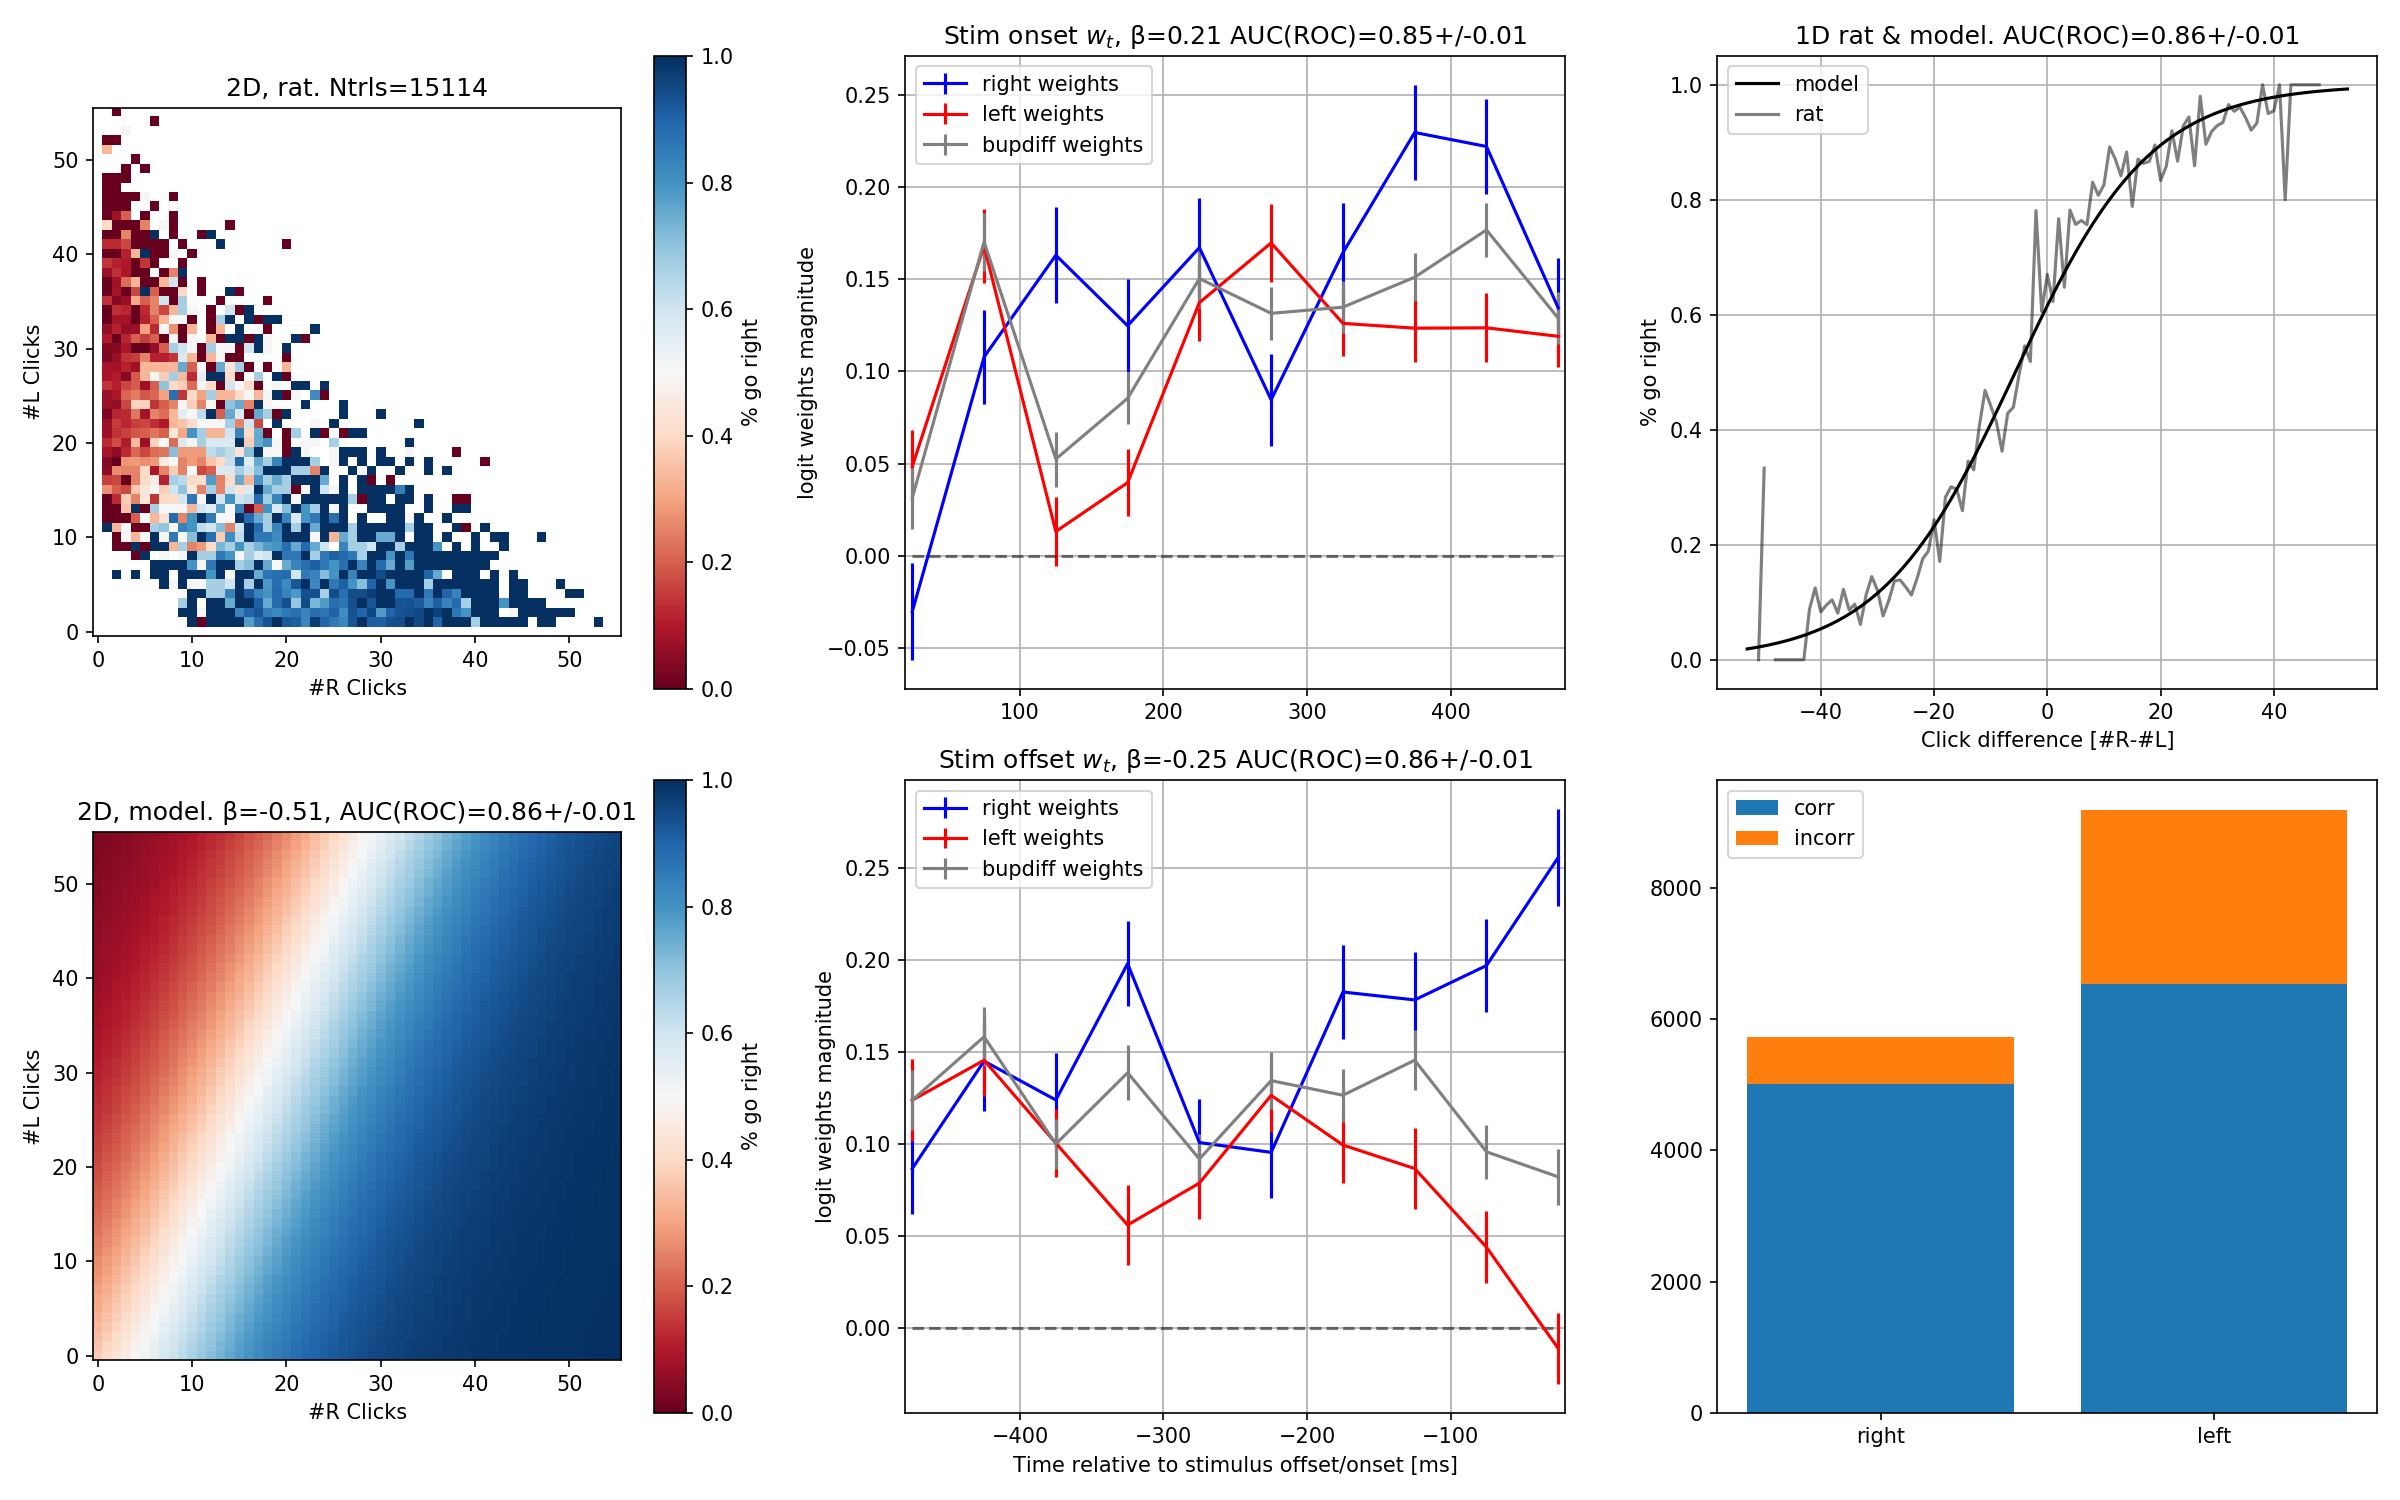 2D, rat. Ntrls=15114
#L Clicks
50
40
30
20
10
0
0 10 20 30 40 50
#R Clicks
1.0
0.8
0.6
0.4
0.2
0.0
% go right
Stim onset wt, β=0.21 AUC(ROC)=0.85+/-0.01
right weights
left weights
bupdiff weights
logit weights magnitude
0.25
0.20
0.15
0.10
0.05
0.00
−0.05
100 200 300 400
1D rat & model. AUC(ROC)=0.86+/-0.01
model
rat
% go right
1.0
0.8
0.6
0.4
0.2
0.0
−40 −20 0 20 40
Click difference [#R-#L]
2D, model. β=-0.51, AUC(ROC)=0.86+/-0.01
#L Clicks
50
40
30
20
10
0
0 10 20 30 40 50
#R Clicks
1.0
0.8
0.6
0.4
0.2
0.0
% go right
Stim offset wt, β=-0.25 AUC(ROC)=0.86+/-0.01
right weights
left weights
bupdiff weights
logit weights magnitude
0.25
0.20
0.15
0.10
0.05
0.00
−400 −300 −200 −100
Time relative to stimulus offset/onset [ms]
corr
incorr
8000
6000
4000
2000
0
right left